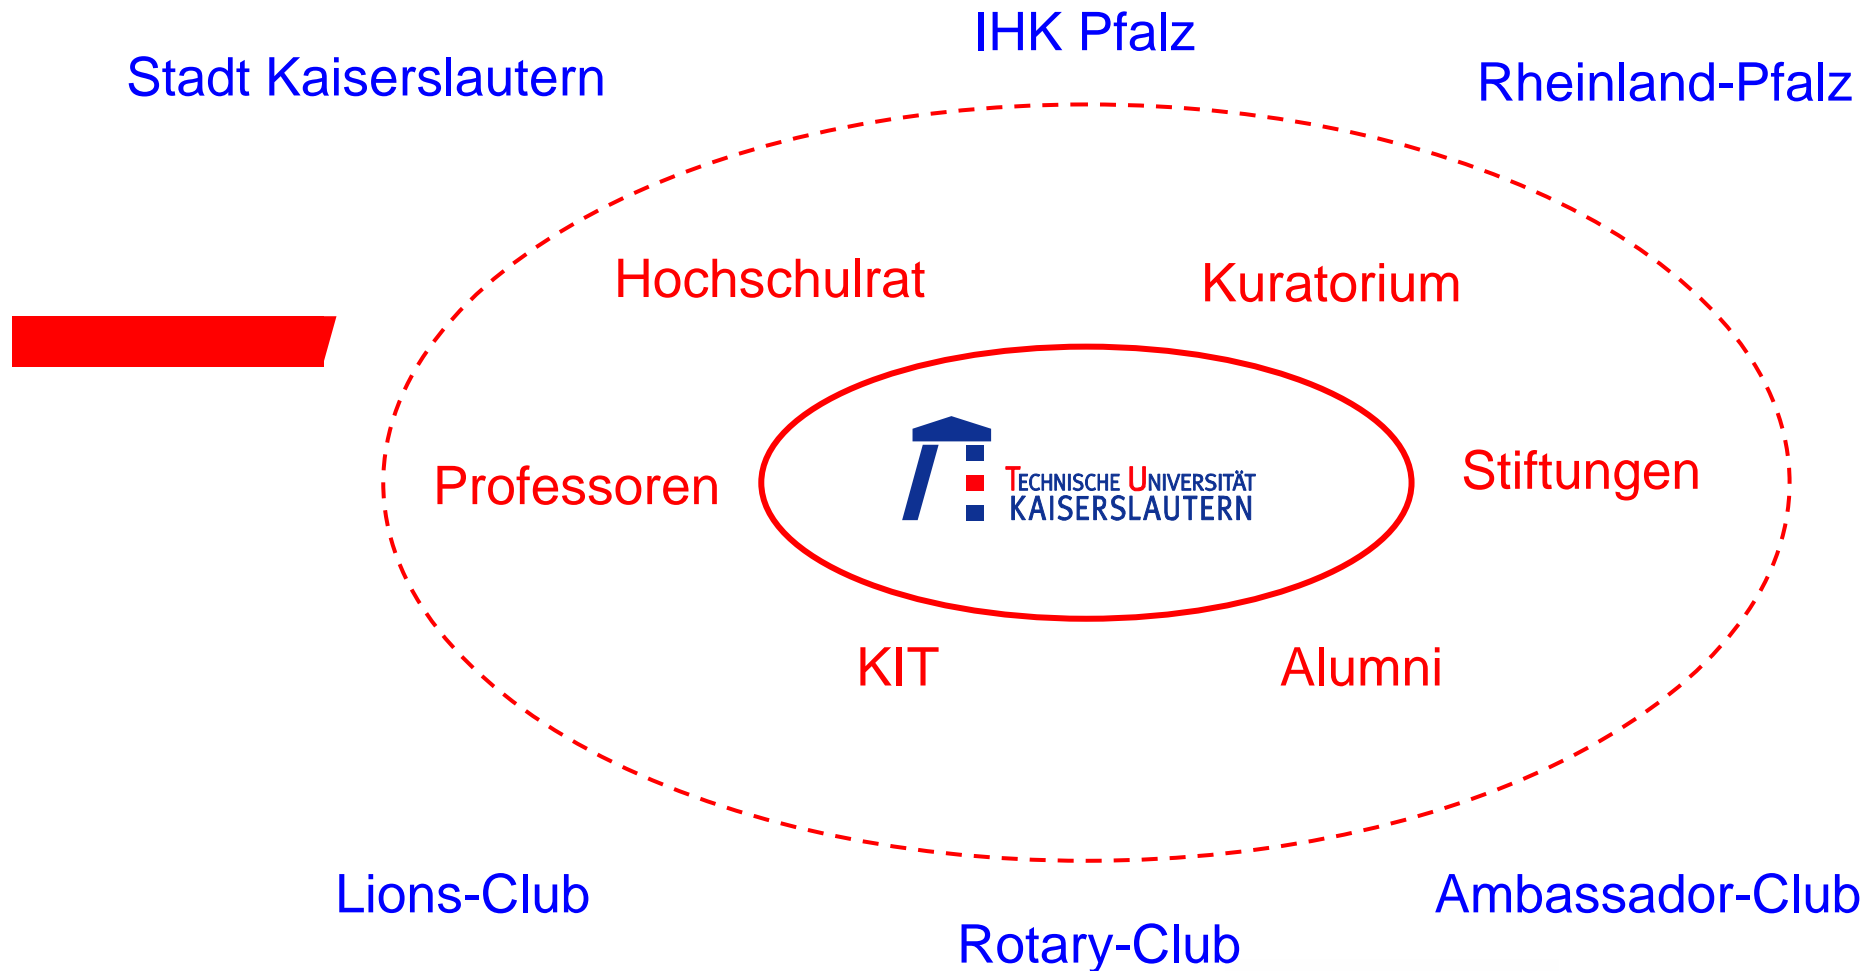 IHK Pfalz
Stadt Kaiserslautern
Rheinland-Pfalz
Hochschulrat
Kuratorium
Professoren
TECHNISCHE UNIVERSITÄT
KAISERSLAUTERN
Stiftungen
KIT
Alumni
Lions-Club
Ambassador-Club
Rotary-Club